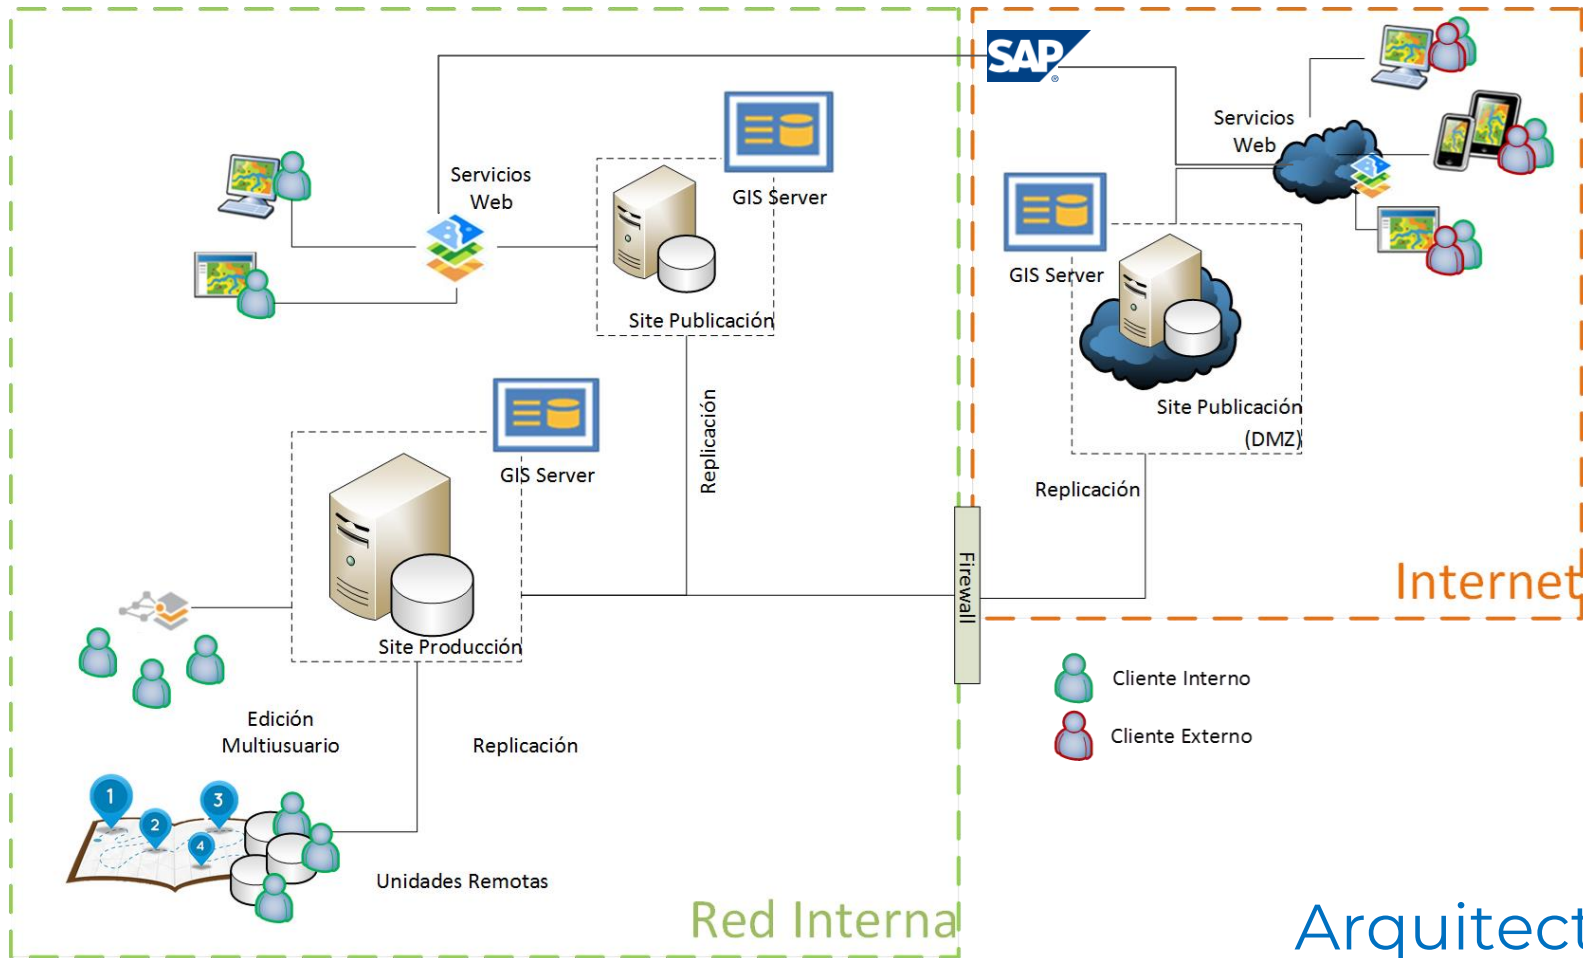 SAP
®
Servicios
Web
GIS Server
Servicios
Web
GIS Server
Site Publicación
Site Publicación
(DMZ)
Replicación
GIS Server
Replicación
Firewall
Internet
Site Producción
Cliente Interno
Cliente Externo
Edición
Multiusuario
Replicación
1
2
3
4
Unidades Remotas
Red Interna
Arquitect